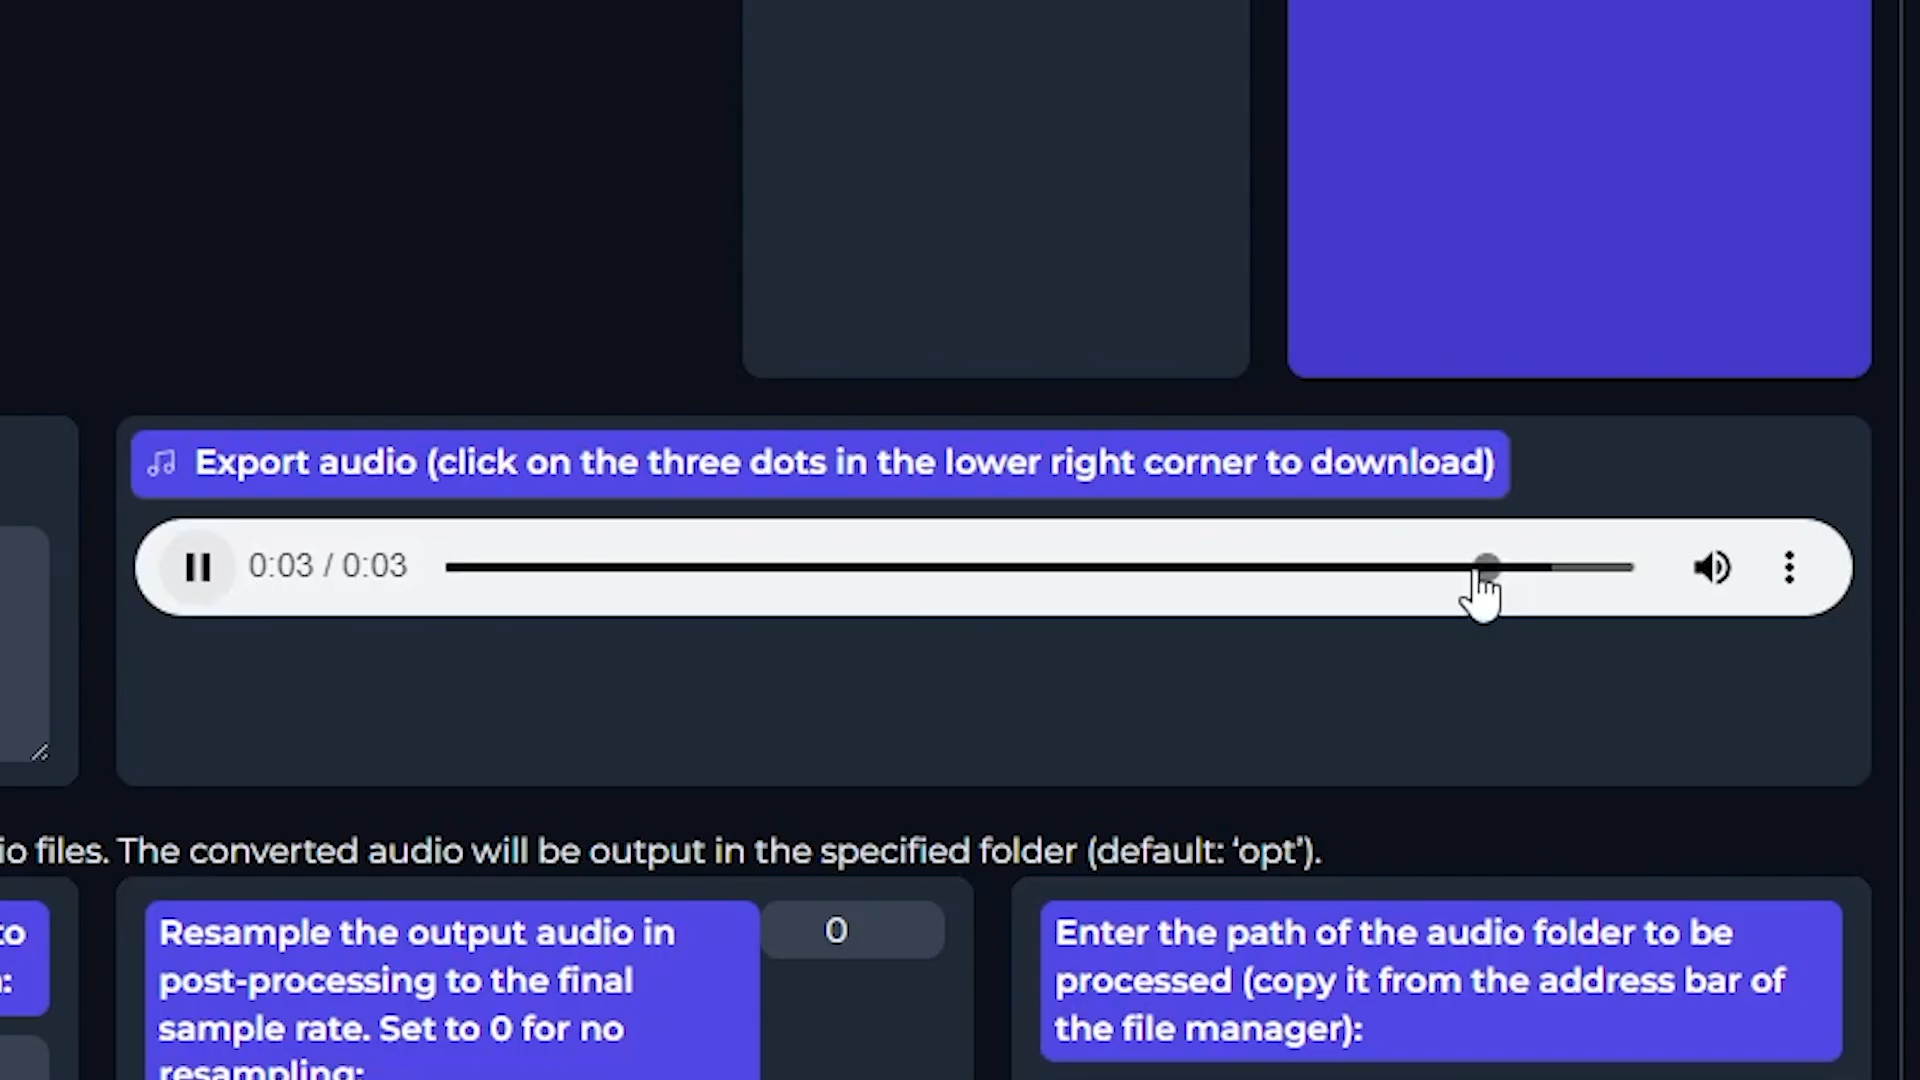 Export audio (click on the three dots in the lower right corner to download)
0:03 / 0:03
io files. The converted audio will be output in the specified folder (default: ‘opt’).
to
:
Resample the output audio in
post-processing to the final
sample rate. Set to 0 for no
resampling:
0
Enter the path of the audio folder to be
processed (copy it from the address bar of
the file manager):